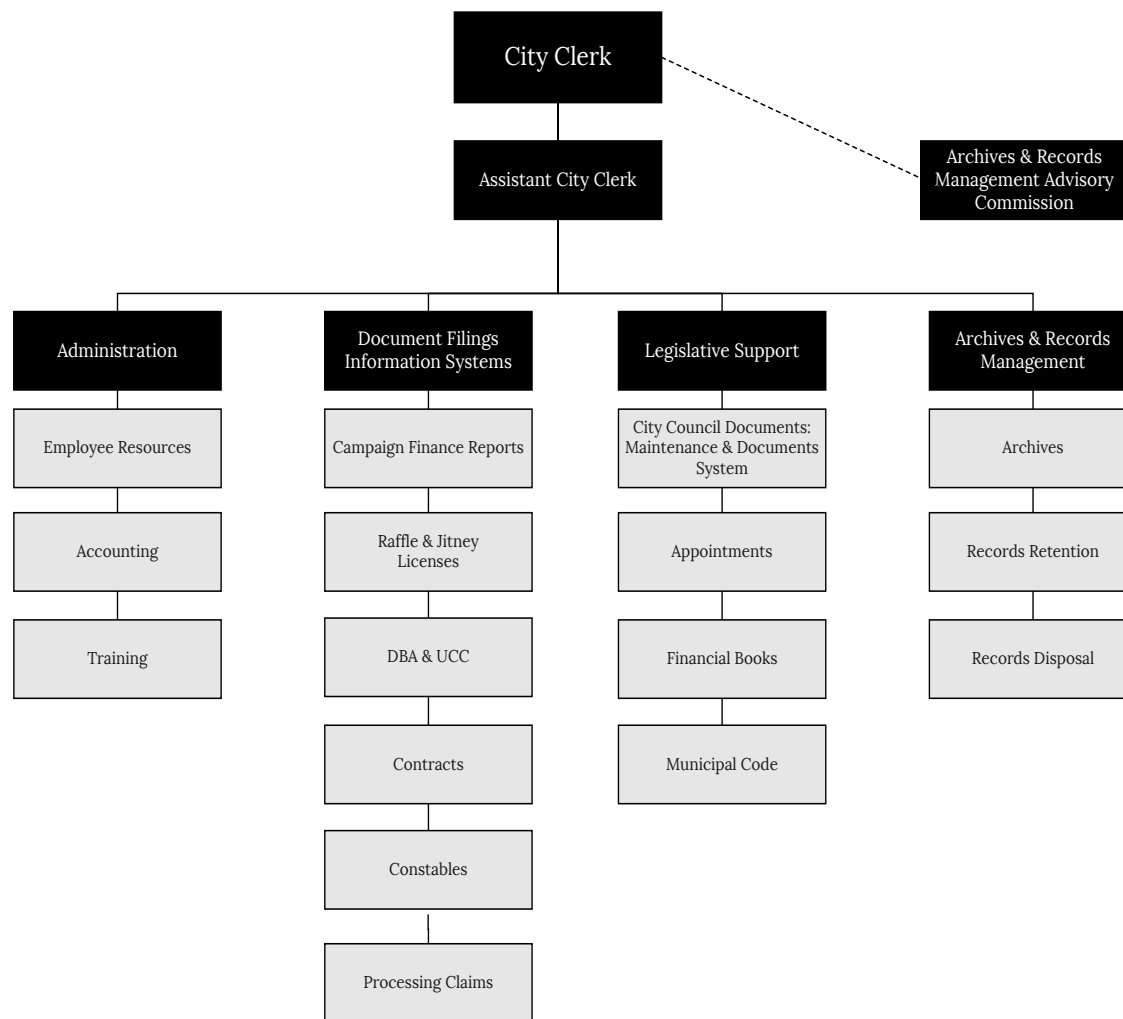 City Clerk
Assistant City Clerk
Archives & Records
Management Advisory
Commission
Administration
Employee Resources
Accounting
Training
Document Filings
Information Systems
Campaign Finance Reports
Raffle & Jitney
Licenses
DBA & UCC
Contracts
Constables
Processing Claims
Legislative Support
City Council Documents:
Maintenance & Documents
System
Appointments
Financial Books
Municipal Code
Archives & Records
Management
Archives
Records Retention
Records Disposal